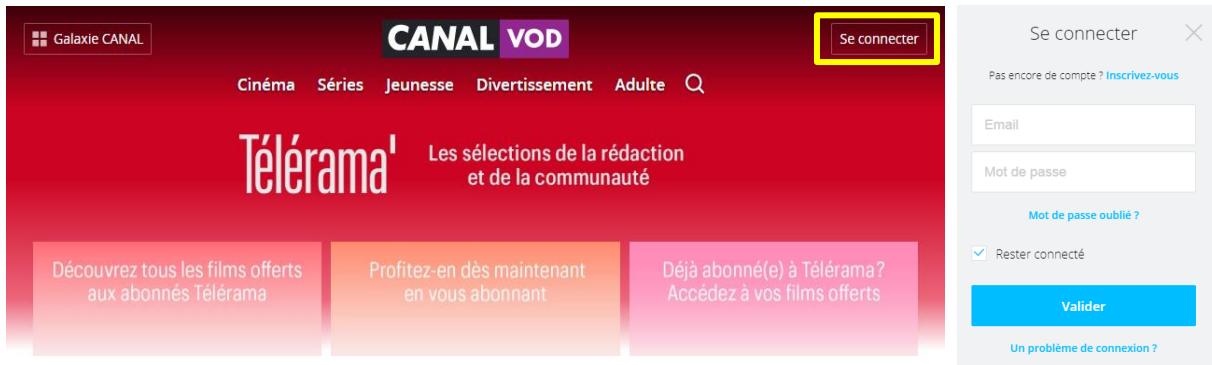 Galaxie CANAL
CANAL VOD
Se connecter
Cinéma Séries Jeunesse Divertissement Adulte
Télérama'
Les sélections de la rédaction
et de la communauté
Découvrez tous les films offerts
aux abonnés Télérama
Profitez-en dès maintenant
en vous abonnant
Déjà abonné(e) à Télérama?
Accédez à vos films offerts
Se connecter
Pas encore de compte ? Inscrivez-vous
Email
Mot de passe
Mot de passe oublié ?
Rester connecté
Valider
Un problème de connexion ?